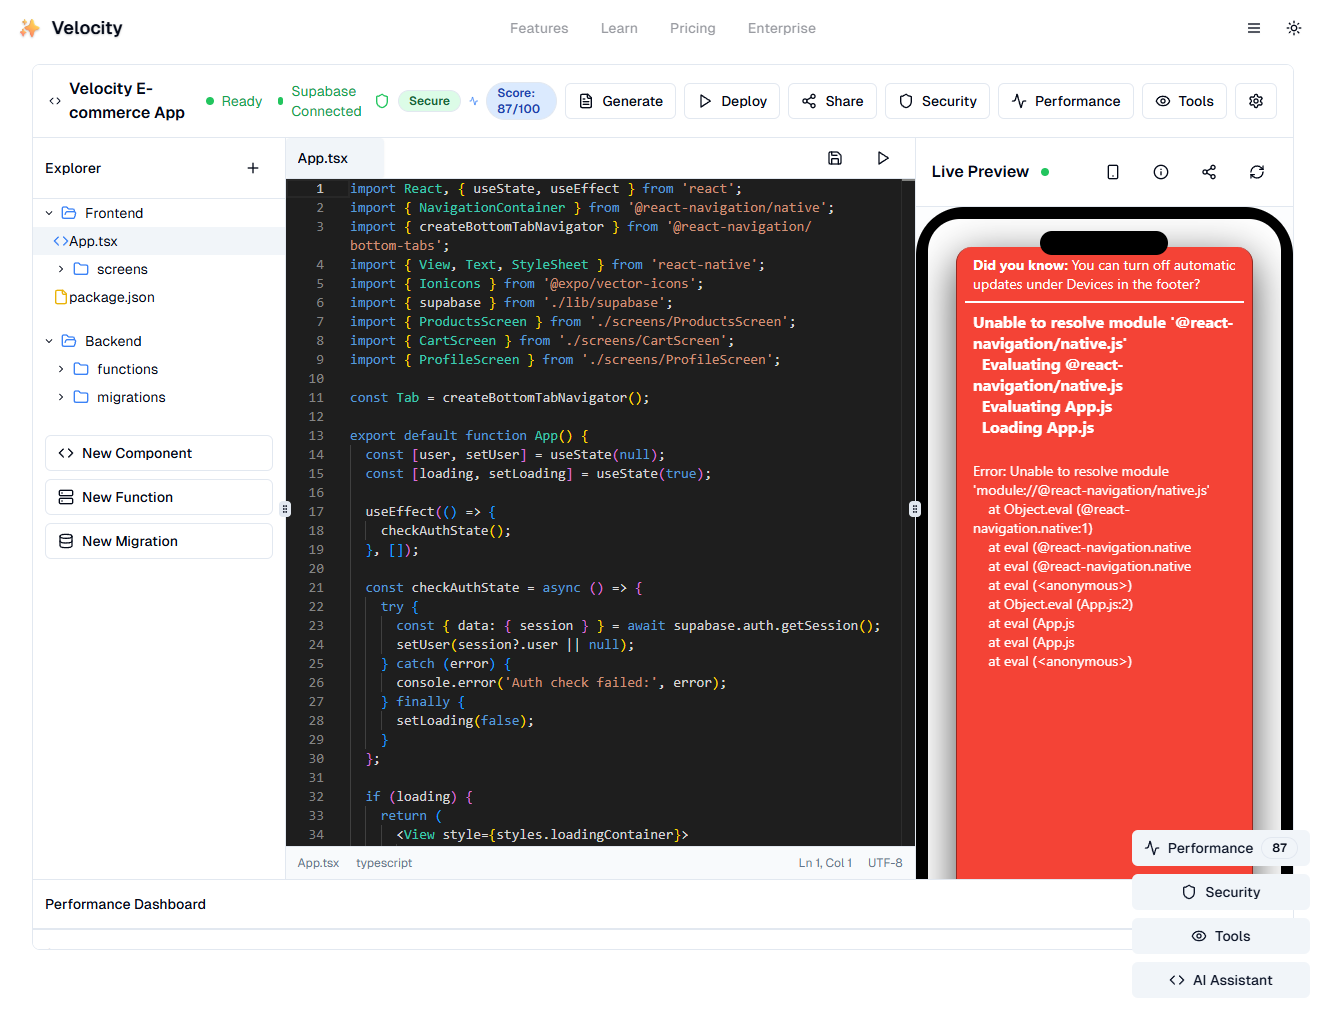 Velocity
Features Learn Pricing Enterprise
Velocity E-
commerce App
Ready
Supabase
Connected
Secure
Score:
87/100
Generate
Deploy
Share
Security
Performance
Tools
Explorer
Frontend
App.tsx
screens
package.json
Backend
functions
migrations
New Component
New Function
New Migration
App.tsx
1 import React, { useState, useEffect } from 'react';
2 import { NavigationContainer } from '@react-navigation/native';
3 import { createBottomTabNavigator } from '@react-navigation/
bottom-tabs';
4 import { View, Text, StyleSheet } from 'react-native';
5 import { Ionicons } from '@expo/vector-icons';
6 import { supabase } from './lib/supabase';
7 import { ProductsScreen } from './screens/ProductsScreen';
8 import { CartScreen } from './screens/CartScreen';
9 import { ProfileScreen } from './screens/ProfileScreen';
10
11 const Tab = createBottomTabNavigator();
12
13 export default function App() {
14 const [user, setUser] = useState(null);
15 const [loading, setLoading] = useState(true);
16
17 useEffect(() => {
18 checkAuthState();
19 }, []);
20
21 const checkAuthState = async () => {
22 try {
23 const { data: { session } } = await supabase.auth.getSession();
24 setUser(session?.user || null);
25 } catch (error) {
26 console.error('Auth check failed:', error);
27 } finally {
28 setLoading(false);
29 }
30 };
31
32 if (loading) {
33 return (
34 <View style={styles.loadingContainer}>
App.tsx typescript Ln 1, Col 1 UTF-8
Live Preview
Did you know: You can turn off automatic
updates under Devices in the footer?
Unable to resolve module '@react-
navigation/native.js'
Evaluating @react-
navigation/native.js
Evaluating App.js
Loading App.js
Error: Unable to resolve module
'module://@react-navigation/native.js'
at Object.eval (@react-
navigation.native:1)
at eval (@react-navigation.native
at eval (@react-navigation.native
at eval (<anonymous>)
at Object.eval (App.js:2)
at eval (App.js
at eval (App.js
at eval (<anonymous>)
Performance Dashboard
Performance 87
Security
Tools
AI Assistant